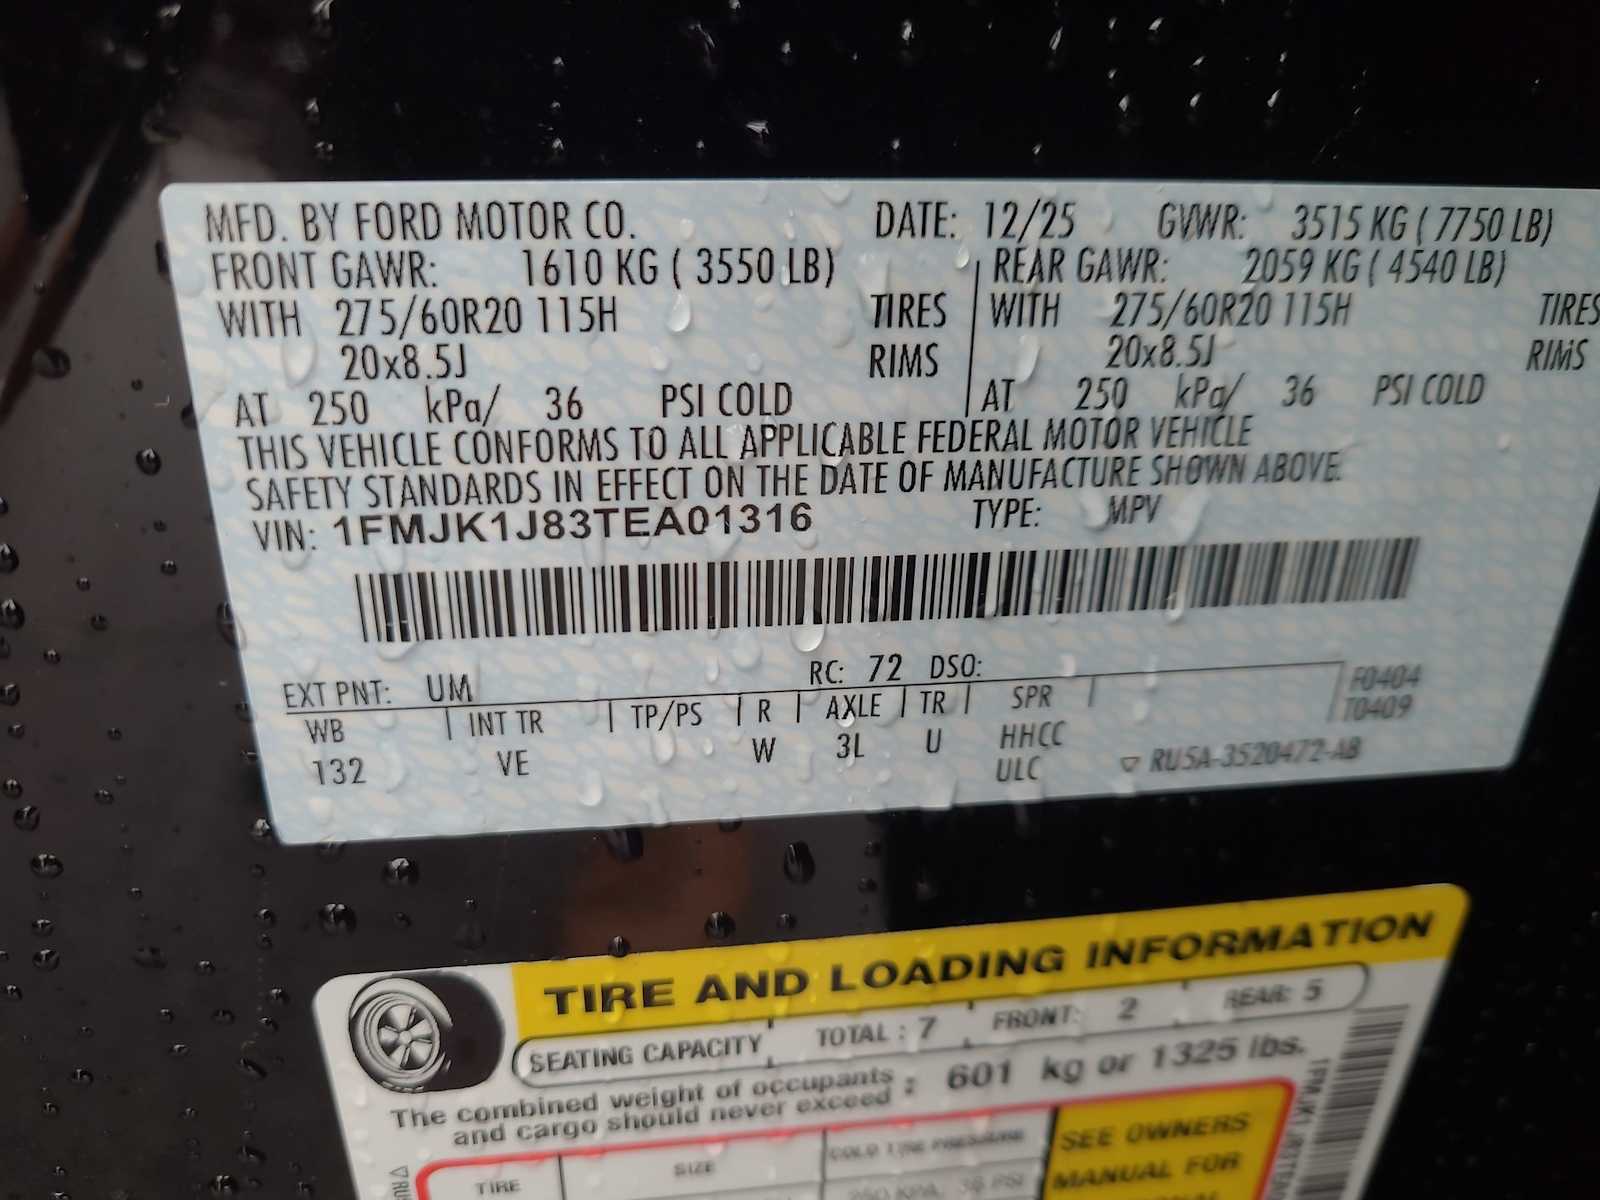 MFD. BY FORD MOTOR CO. DATE: 12/25 GVWR: 3515 KG ( 7750 LB)
FRONT GAWR: 1610 KG ( 3550 LB) REAR GAWR: 2059 KG ( 4540 LB)
WITH 275/60R20 115H TIRES WITH 275/60R20 115H TIRES
20x8.5J RIMS 20x8.5J RIMS
AT 250 kPa/ 36 PSI COLD AT 250 kPa/ 36 PSI COLD
THIS VEHICLE CONFORMS TO ALL APPLICABLE FEDERAL MOTOR VEHICLE
SAFETY STANDARDS IN EFFECT ON THE DATE OF MANUFACTURE SHOWN ABOVE.
VIN: 1FMJK1J83TEA01316 TYPE: MPV
EXT PNT: UM RC: 72 DSO: F0404
WB INT TR TP/PS R AXLE TR SPR T0409
132 VE W 3L U HHCC
ULC ▽ RU5A-3520472-AB
TIRE AND LOADING INFORMATION
SEATING CAPACITY TOTAL : 7 FRONT: 2 REAR: 5
The combined weight of occupants and cargo should never exceed : 601 kg or 1325 lbs.
TIRE SIZE COLD TIRE PRESSURE SEE OWNERS
MANUAL FOR